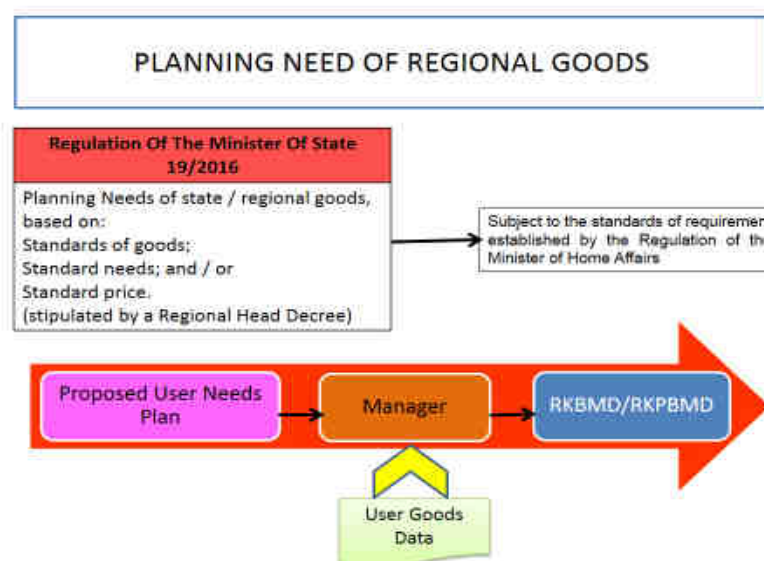 PLANNING NEED OF REGIONAL GOODS
Regulation Of The Minister Of State
19/2016
Planning Needs of state / regional goods,
based on:
Standards of goods;
Standard needs; and / or
Standard price.
(stipulated by a Regional Head Decree)
Subject to the standards of
established by the Regulation of
Minister of Home Affairs
Proposed User Needs
Plan
Manager
RKBMD/RKPBMD
User Goods
Data